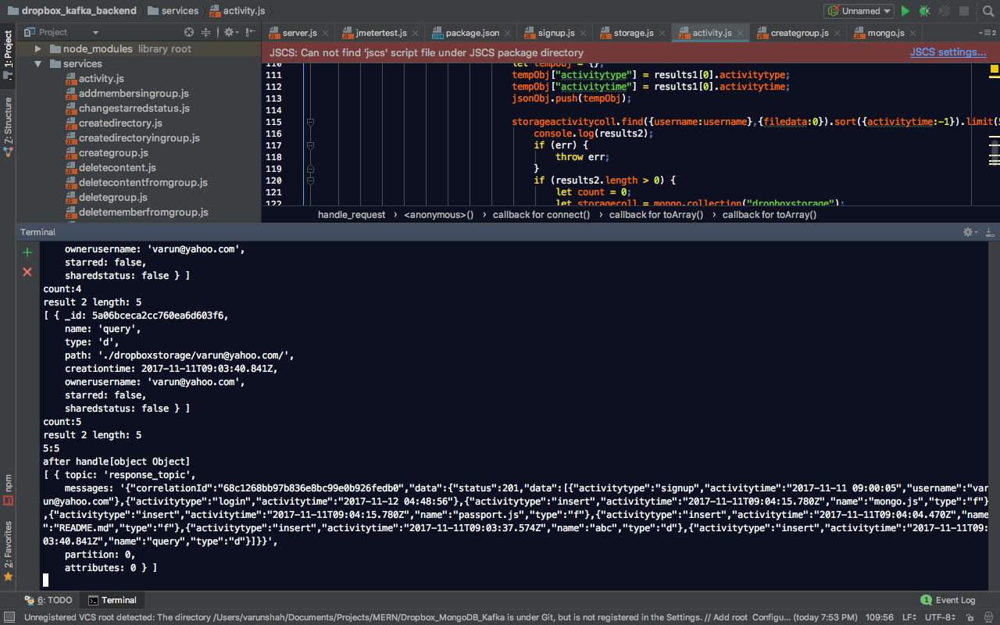 dropbox_kafka_backend services activity.js Unnamed
1: Project
Project
server.js jmetertest.js package.json signup.js storage.js activity.js creategroup.js mongo.js 2
node_modules library root
services
activity.js
addmembersingroup.js
changestarredstatus.js
createdirectory.js
createdirectoryingroup.js
creategroup.js
deletecontent.js
deletecontentfromgroup.js
deletegroup.js
deletememberfromgroup.js
JSCS: Can not find 'jscs' script file under JSCS package directory JSCS settings...
110 let tempObj = {};
111 tempObj["activitytype"] = results1[0].activitytype;
112 tempObj["activitytime"] = results1[0].activitytime;
113 jsonObj.push(tempObj);
114
115 storageactivitycoll.find({username:username},{filedata:0}).sort({activitytime:-1}).limit(5
116 console.log(results2);
117 if (err) {
118 throw err;
119 }
120 if (results2.length > 0) {
121 let count = 0;
122 let storagecoll = mongo.collection("dropboxstorage");
handle_request > <anonymous>() > callback for connect() > callback for toArray() > callback for toArray()
Z: Structure
Terminal
ownerusername: 'varun@yahoo.com',
starred: false,
sharedstatus: false } ]
count:4
result 2 length: 5
[ { _id: 5a06bceca2cc760ea6d603f6,
name: 'query',
type: 'd',
path: './dropboxstorage/varun@yahoo.com/',
creationtime: 2017-11-11T09:03:40.841Z,
ownerusername: 'varun@yahoo.com',
starred: false,
sharedstatus: false } ]
count:5
result 2 length: 5
5:5
after handle[object Object]
[ { topic: 'response_topic',
messages: '{"correlationId":"68c1268bb97b836e8bc99e0b926fedb0","data":{"status":201,"data":[{"activitytype":"signup","activitytime":"2017-11-11 09:00:05","username":"var
un@yahoo.com"},{"activitytype":"login","activitytime":"2017-11-12 04:48:56"},{"activitytype":"insert","activitytime":"2017-11-11T09:04:15.780Z","name":"mongo.js","type":"f"}
,{"activitytype":"insert","activitytime":"2017-11-11T09:04:15.780Z","name":"passport.js","type":"f"},{"activitytype":"insert","activitytime":"2017-11-11T09:04:04.470Z","name
":"README.md","type":"f"},{"activitytype":"insert","activitytime":"2017-11-11T09:03:37.574Z","name":"abc","type":"d"},{"activitytype":"insert","activitytime":"2017-11-11T09:
03:40.841Z","name":"query","type":"d"}]}}',
partition: 0,
attributes: 0 } ]
npm
2: Favorites
6: TODO Terminal 1 Event Log
Unregistered VCS root detected: The directory /Users/varunshah/Documents/Projects/MERN/Dropbox_MongoDB_Kafka is under Git, but is not registered in the Settings. // Add root Configu... (today 7:53 PM) 109:56 LF UTF-8